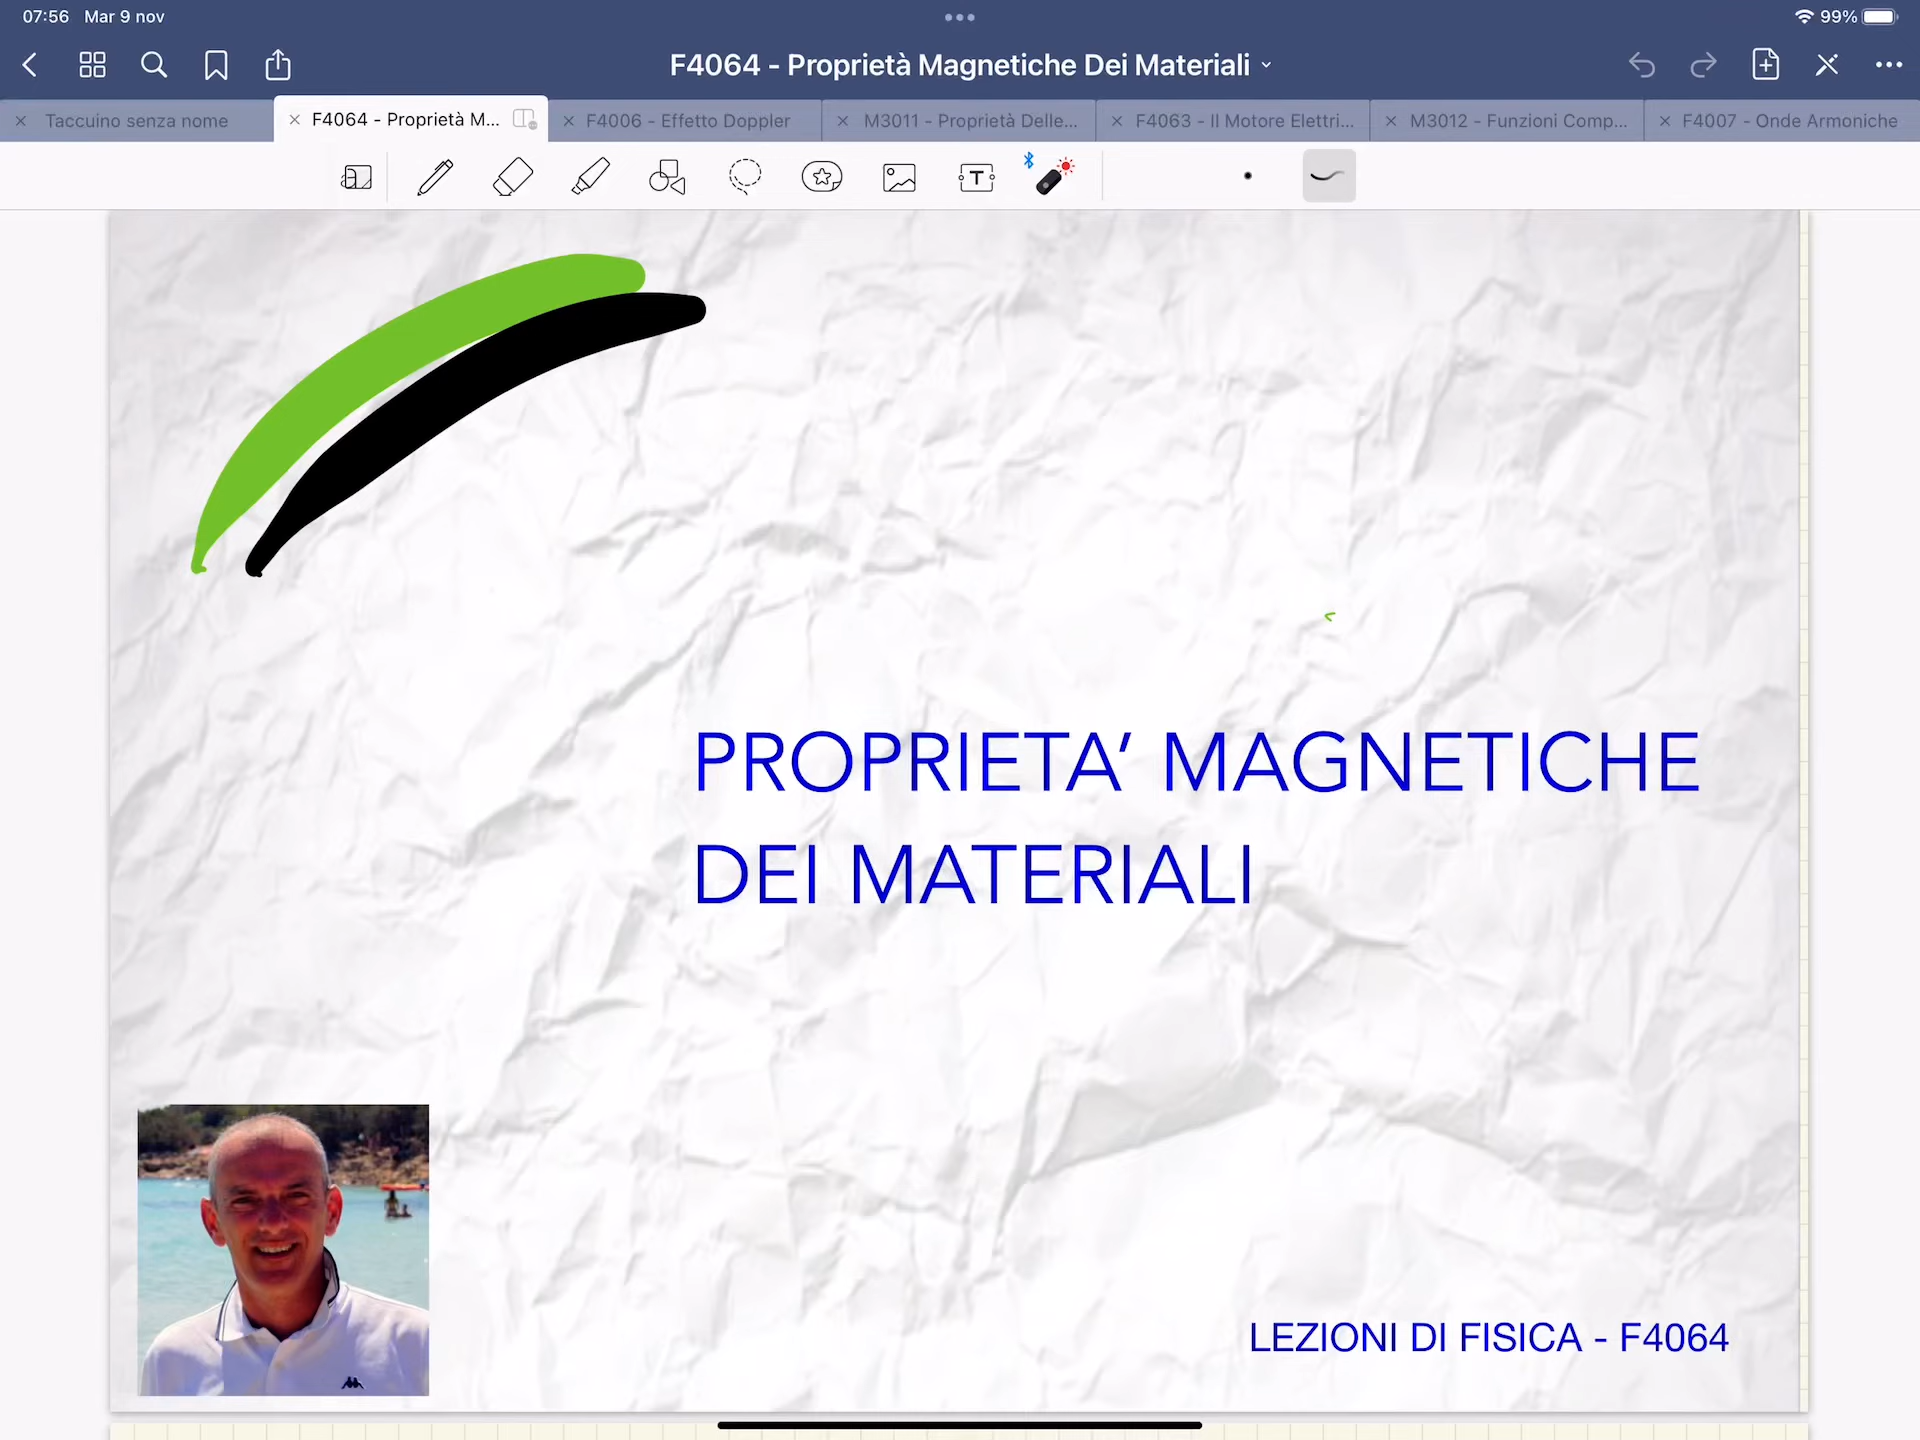 07:56 Mar 9 nov
99%
F4064 - Proprietà Magnetiche Dei Materiali
Taccuino senza nome
F4064 - Proprietà M...
F4006 - Effetto Doppler
M3011 - Proprietà Delle...
F4063 - Il Motore Elettri...
M3012 - Funzioni Comp...
F4007 - Onde Armoniche
PROPRIETA’ MAGNETICHE
DEI MATERIALI
LEZIONI DI FISICA - F4064